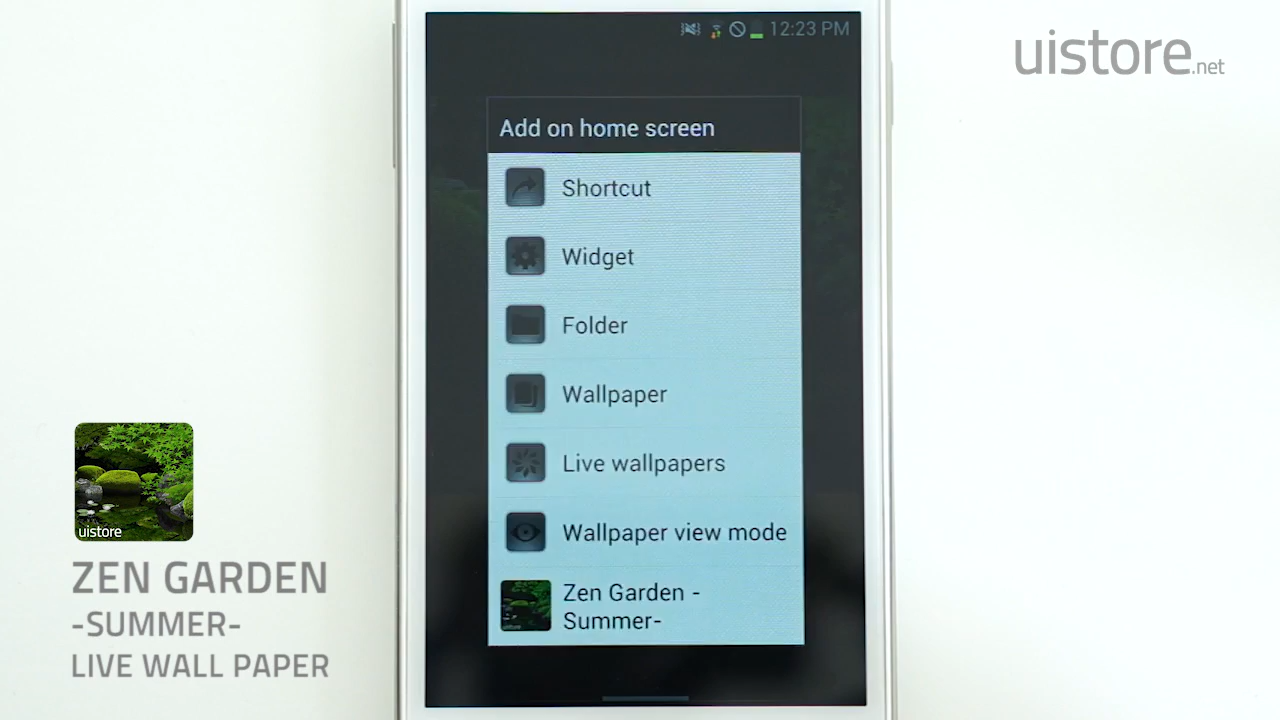 12:23 PM
uistore.net
Add on home screen
Shortcut
Widget
Folder
Wallpaper
Live wallpapers
Wallpaper view mode
Zen Garden -
Summer-
uistore
ZEN GARDEN
-SUMMER-
LIVE WALL PAPER